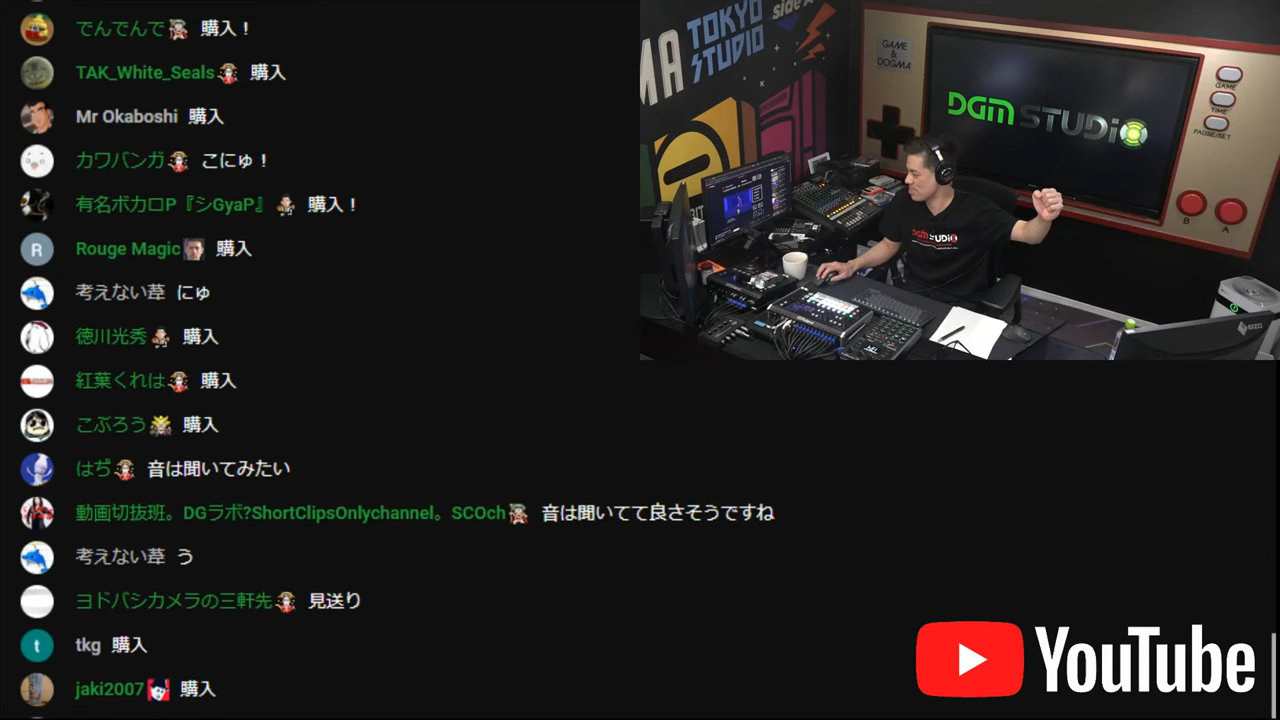 でんでんで 購入！
TAK_White_Seals 購入
Mr Okaboshi 購入
カワバンガ こにゅ！
有名ボカロP『シGyaP』 購入！
R
Rouge Magic 購入
考えない葦 にゅ
徳川光秀 購入
紅葉くれは 購入
こぶろう 購入
はぢ 音は聞いてみたい
動画切抜班。DGラボ?ShortClipsOnlychannel。SCOch 音は聞いてて良さそうですね
考えない葦 う
ヨドバシカメラの三軒先 見送り
t
tkg 購入
jaki2007 購入
TOKYO
STUDIO
side A
GAME
& DOGMA
DGM STUDiO
GAME
TIME
PAUSE/SET
B
A
DGM STUDiO
EIZO
YouTube